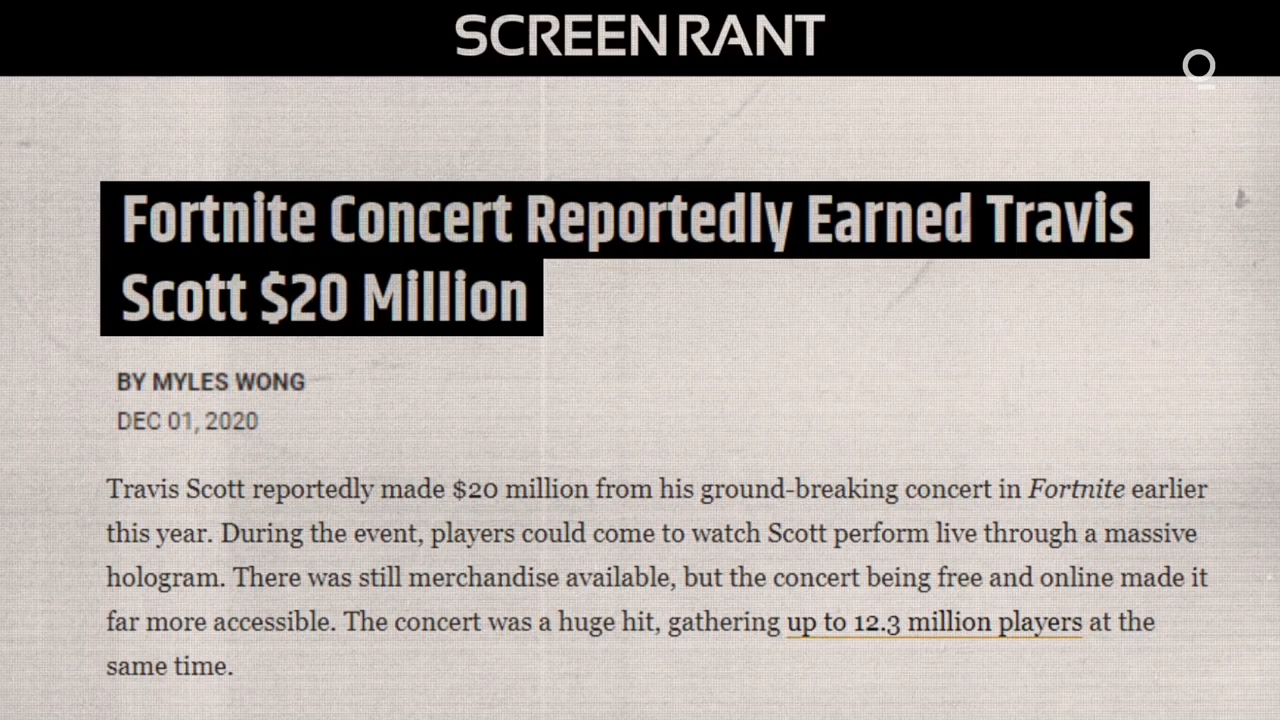 SCREEN RANT
Fortnite Concert Reportedly Earned Travis
Scott $20 Million
BY MYLES WONG
DEC 01, 2020
Travis Scott reportedly made $20 million from his ground-breaking concert in Fortnite earlier
this year. During the event, players could come to watch Scott perform live through a massive
hologram. There was still merchandise available, but the concert being free and online made it
far more accessible. The concert was a huge hit, gathering up to 12.3 million players at the
same time.